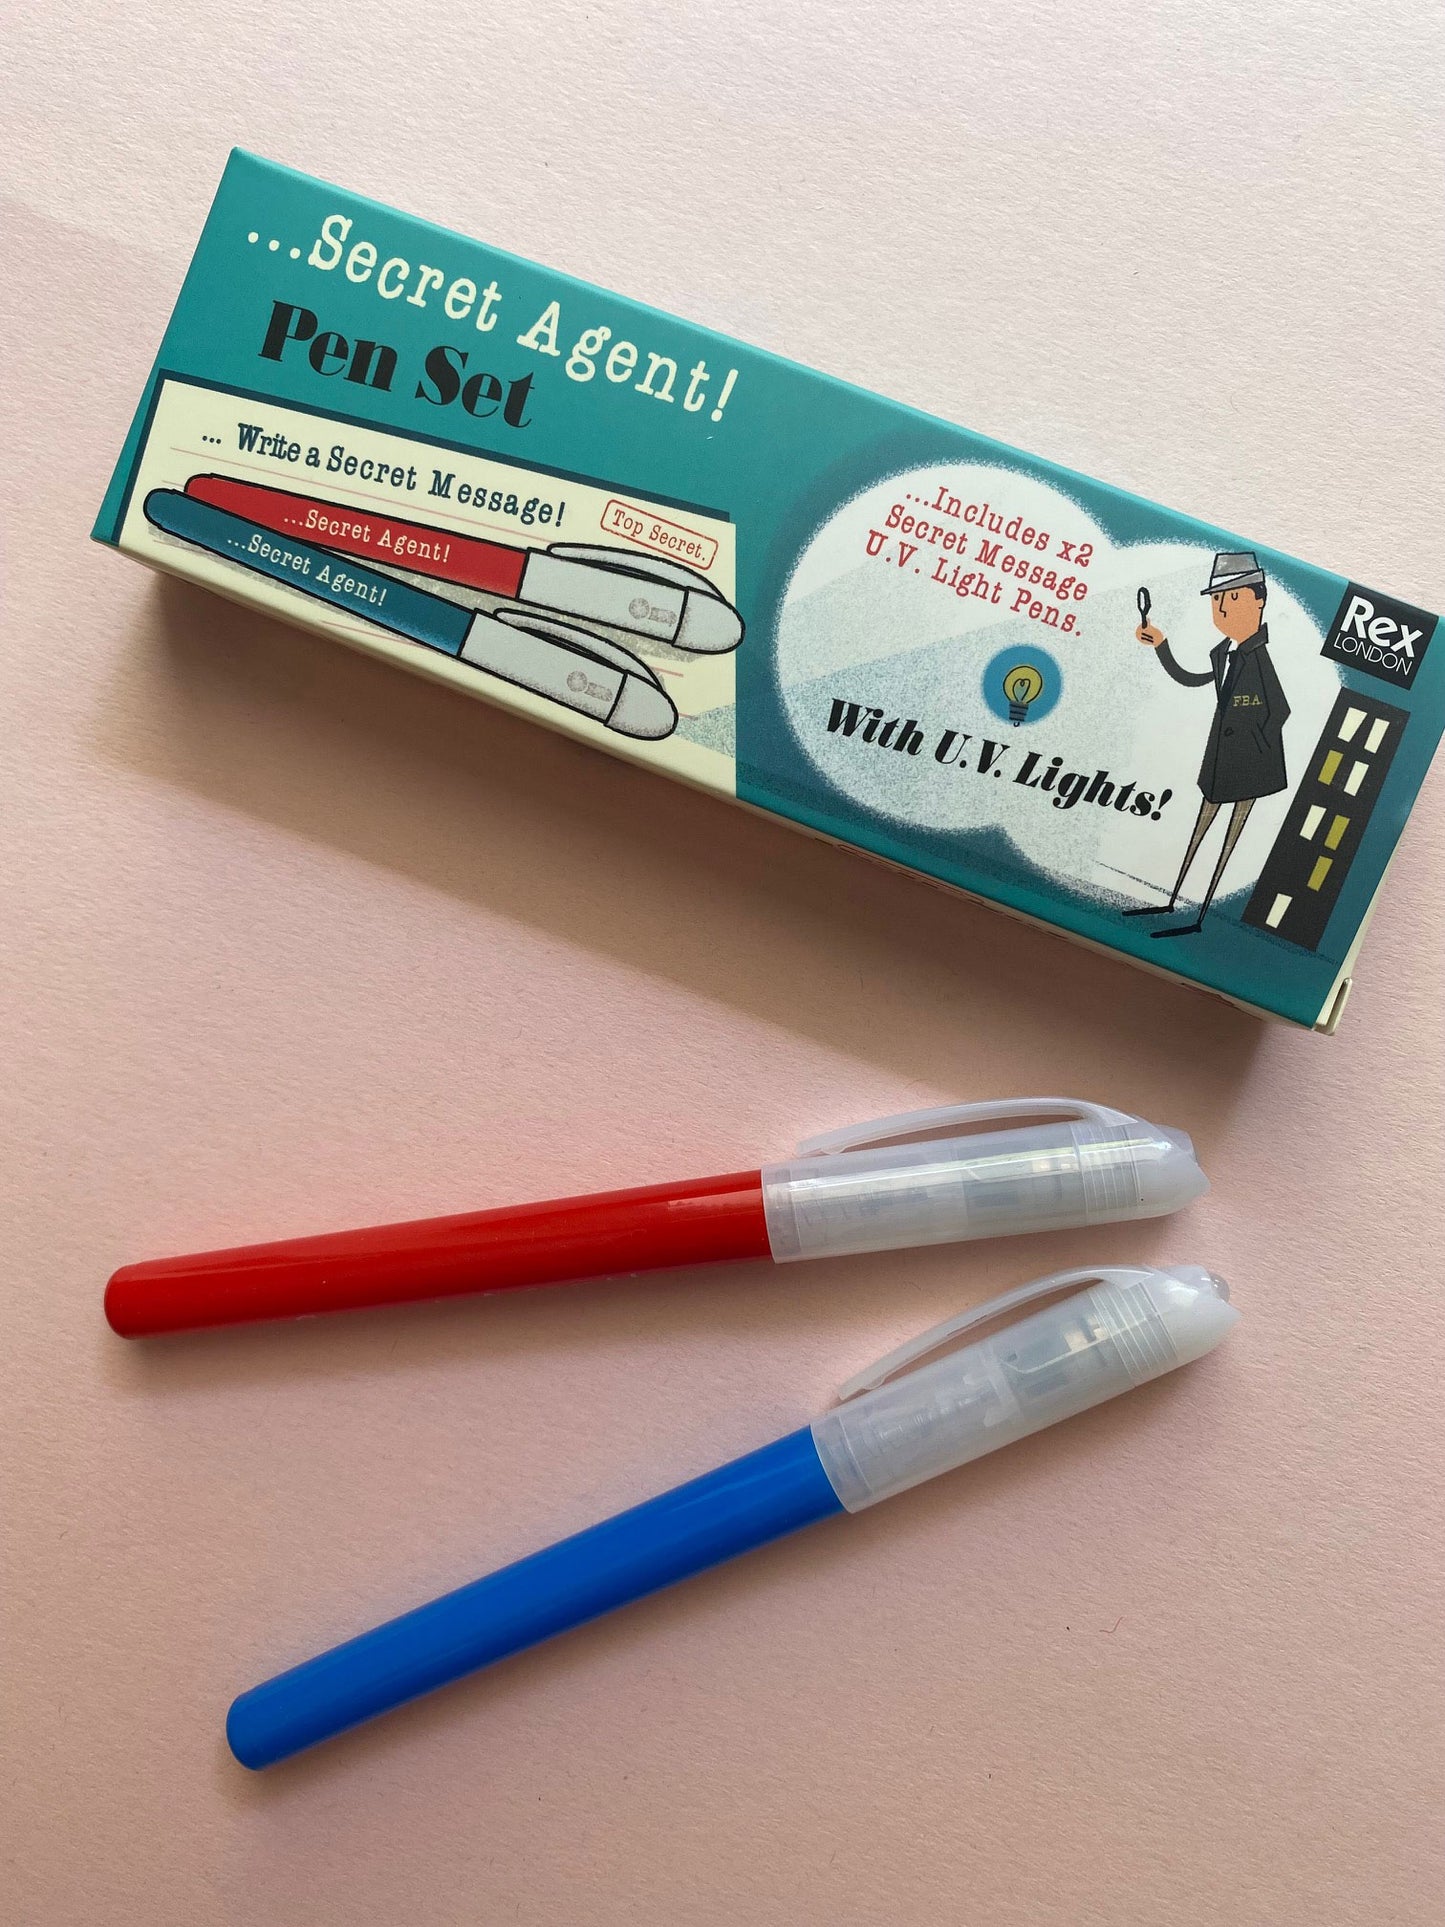 ...Secret Agent!
Pen Set
... Write a Secret Message!
Top Secret.
...Secret Agent!
...Secret Agent!
...Includes x2
Secret Message
U.V. Light Pens.
With U.V. Lights!
F.B.A.
Rex
LONDON